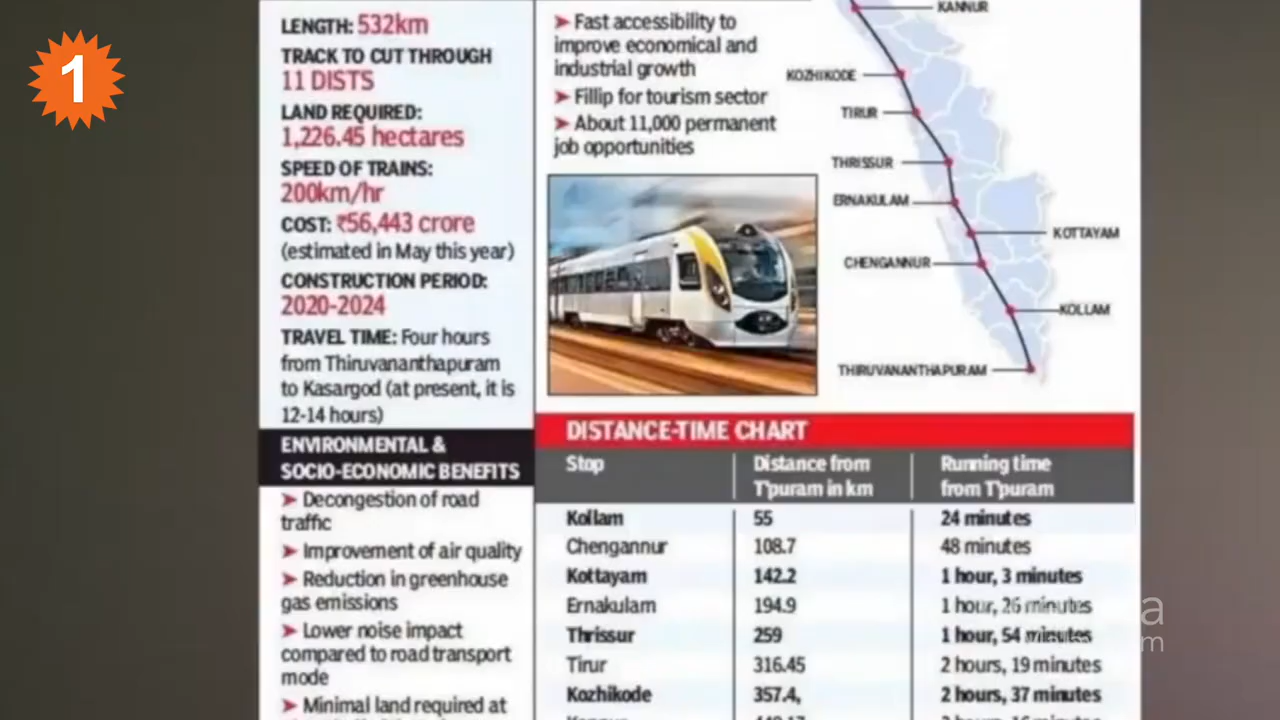 1
LENGTH: 532km
TRACK TO CUT THROUGH
11 DISTS
LAND REQUIRED:
1,226.45 hectares
SPEED OF TRAINS:
200km/hr
COST: ₹56,443 crore
(estimated in May this year)
CONSTRUCTION PERIOD:
2020-2024
TRAVEL TIME: Four hours
from Thiruvananthapuram
to Kasargod (at present, it is
12-14 hours)
ENVIRONMENTAL &
SOCIO-ECONOMIC BENEFITS
➤ Decongestion of road
traffic
➤ Improvement of air quality
➤ Reduction in greenhouse
gas emissions
➤ Lower noise impact
compared to road transport
mode
➤ Minimal land required at
➤ Fast accessibility to
improve economical and
industrial growth
➤ Fillip for tourism sector
➤ About 11,000 permanent
job opportunities
KANNUR
KOZHIKODE
TIRUR
THRISSUR
ERNAKULAM
KOTTAYAM
CHENGANNUR
KOLLAM
THIRUVANANTHAPURAM
DISTANCE-TIME CHART
Stop Distance from Running time
T'puram in km from T'puram
Kollam 55 24 minutes
Chengannur 108.7 48 minutes
Kottayam 142.2 1 hour, 3 minutes
Ernakulam 194.9 1 hour, 26 minutes
Thrissur 259 1 hour, 54 minutes
Tirur 316.45 2 hours, 19 minutes
Kozhikode 357.4, 2 hours, 37 minutes